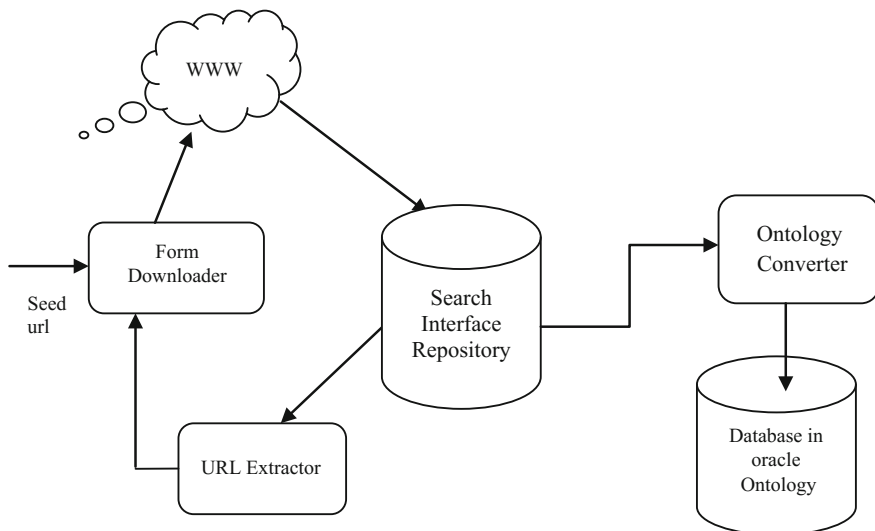 WWW
Form
Downloader
Seed
url
Search
Interface
Repository
Ontology
Converter
URL Extractor
Database in
oracle
Ontology